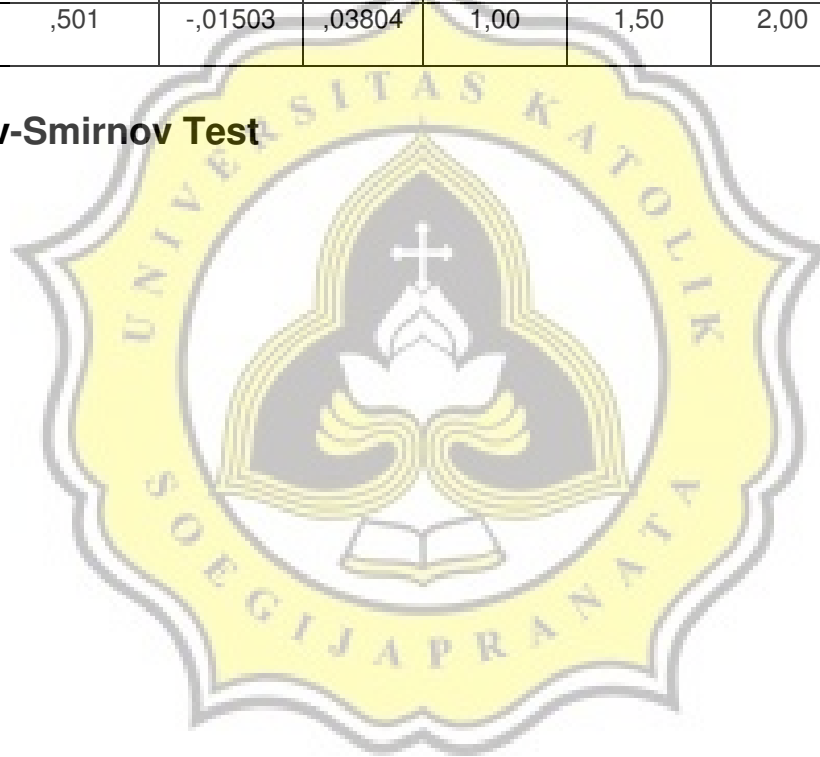 ,501 -,01503 ,03804 1,00 1,50 2,00
v-Smirnov Test
UNIVERSITAS KATOLIK
SOEGIJAPRANATA